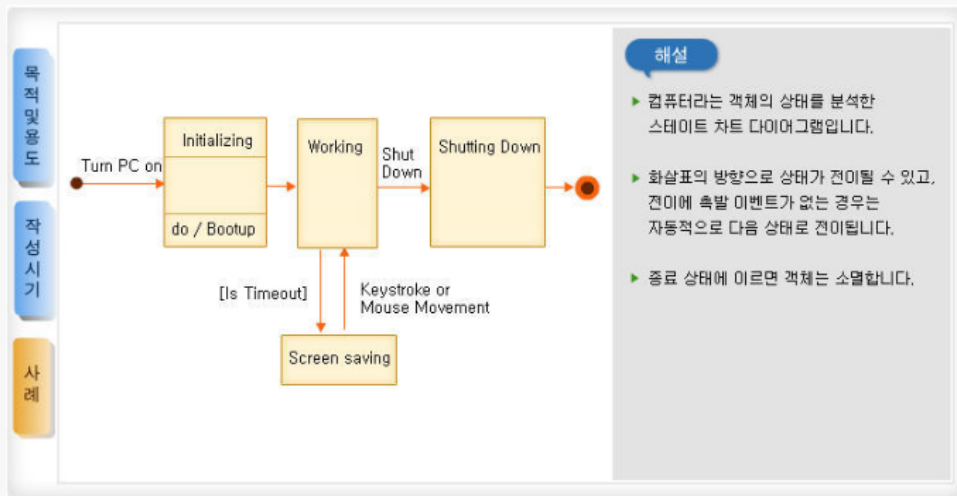 목적및용도
작성시기
사례
Turn PC on
Initializing
do / Bootup
Working
Shut
Down
Shutting Down
[Is Timeout]
Keystroke or
Mouse Movement
Screen saving
해설
▶ 컴퓨터라는 객체의 상태를 분석한
스테이트 차트 다이어그램입니다.
▶ 화살표의 방향으로 상태가 전이될 수 있고,
전이에 촉발 이벤트가 없는 경우는
자동적으로 다음 상태로 전이됩니다.
▶ 종료 상태에 이르면 객체는 소멸합니다.